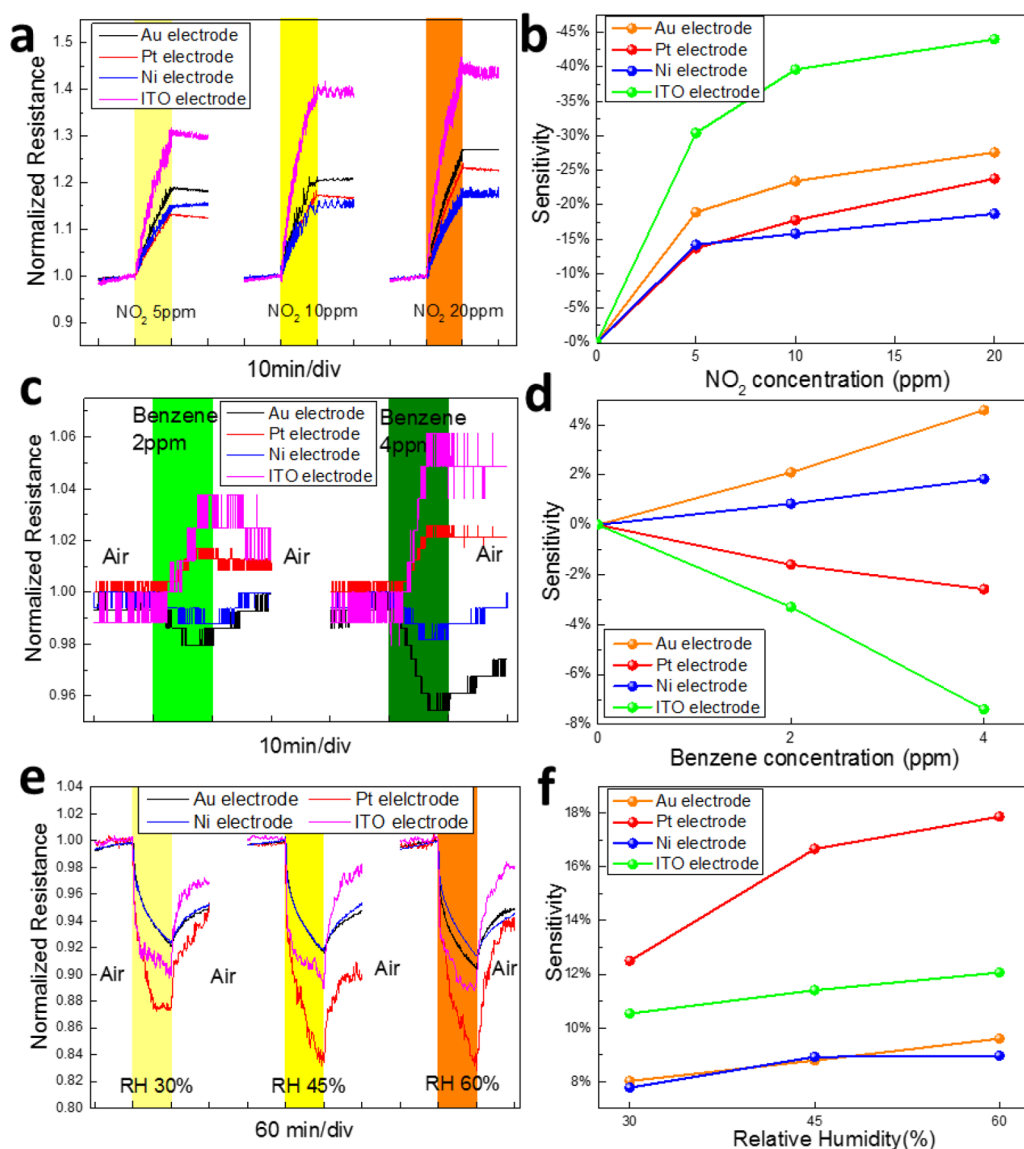 a
Au electrode
Pt electrode
Ni electrode
ITO electrode
1.5
1.4
1.3
1.2
1.1
1.0
0.9
Normalized Resistance
NO2 5ppm
NO2 10ppm
NO2 20ppm
10min/div
b
Au electrode
Pt electrode
Ni electrode
ITO electrode
-45%
-40%
-35%
-30%
-25%
-20%
-15%
-10%
-5%
-0%
Sensitivity
0 5 10 15 20
NO2 concentration (ppm)
c
Benzene
2ppm
Au electrode
Pt electrode
Ni electrode
ITO electrode
Benzene
4ppm
1.06
1.04
1.02
1.00
0.98
0.96
Normalized Resistance
Air
Air
Air
10min/div
d
4%
2%
0%
-2%
-4%
-6%
-8%
Sensitivity
Au electrode
Pt electrode
Ni electrode
ITO electrode
0 2 4
Benzene concentration (ppm)
e
Au electrode
Pt elelctrode
Ni electrode
ITO electrode
1.04
1.02
1.00
0.98
0.96
0.94
0.92
0.90
0.88
0.86
0.84
0.82
0.80
Normalized Resistance
Air
Air
Air
Air
RH 30%
RH 45%
RH 60%
60 min/div
f
Au electrode
Pt electrode
Ni electrode
ITO electrode
18%
16%
14%
12%
10%
8%
Sensitivity
30 45 60
Relative Humidity(%)